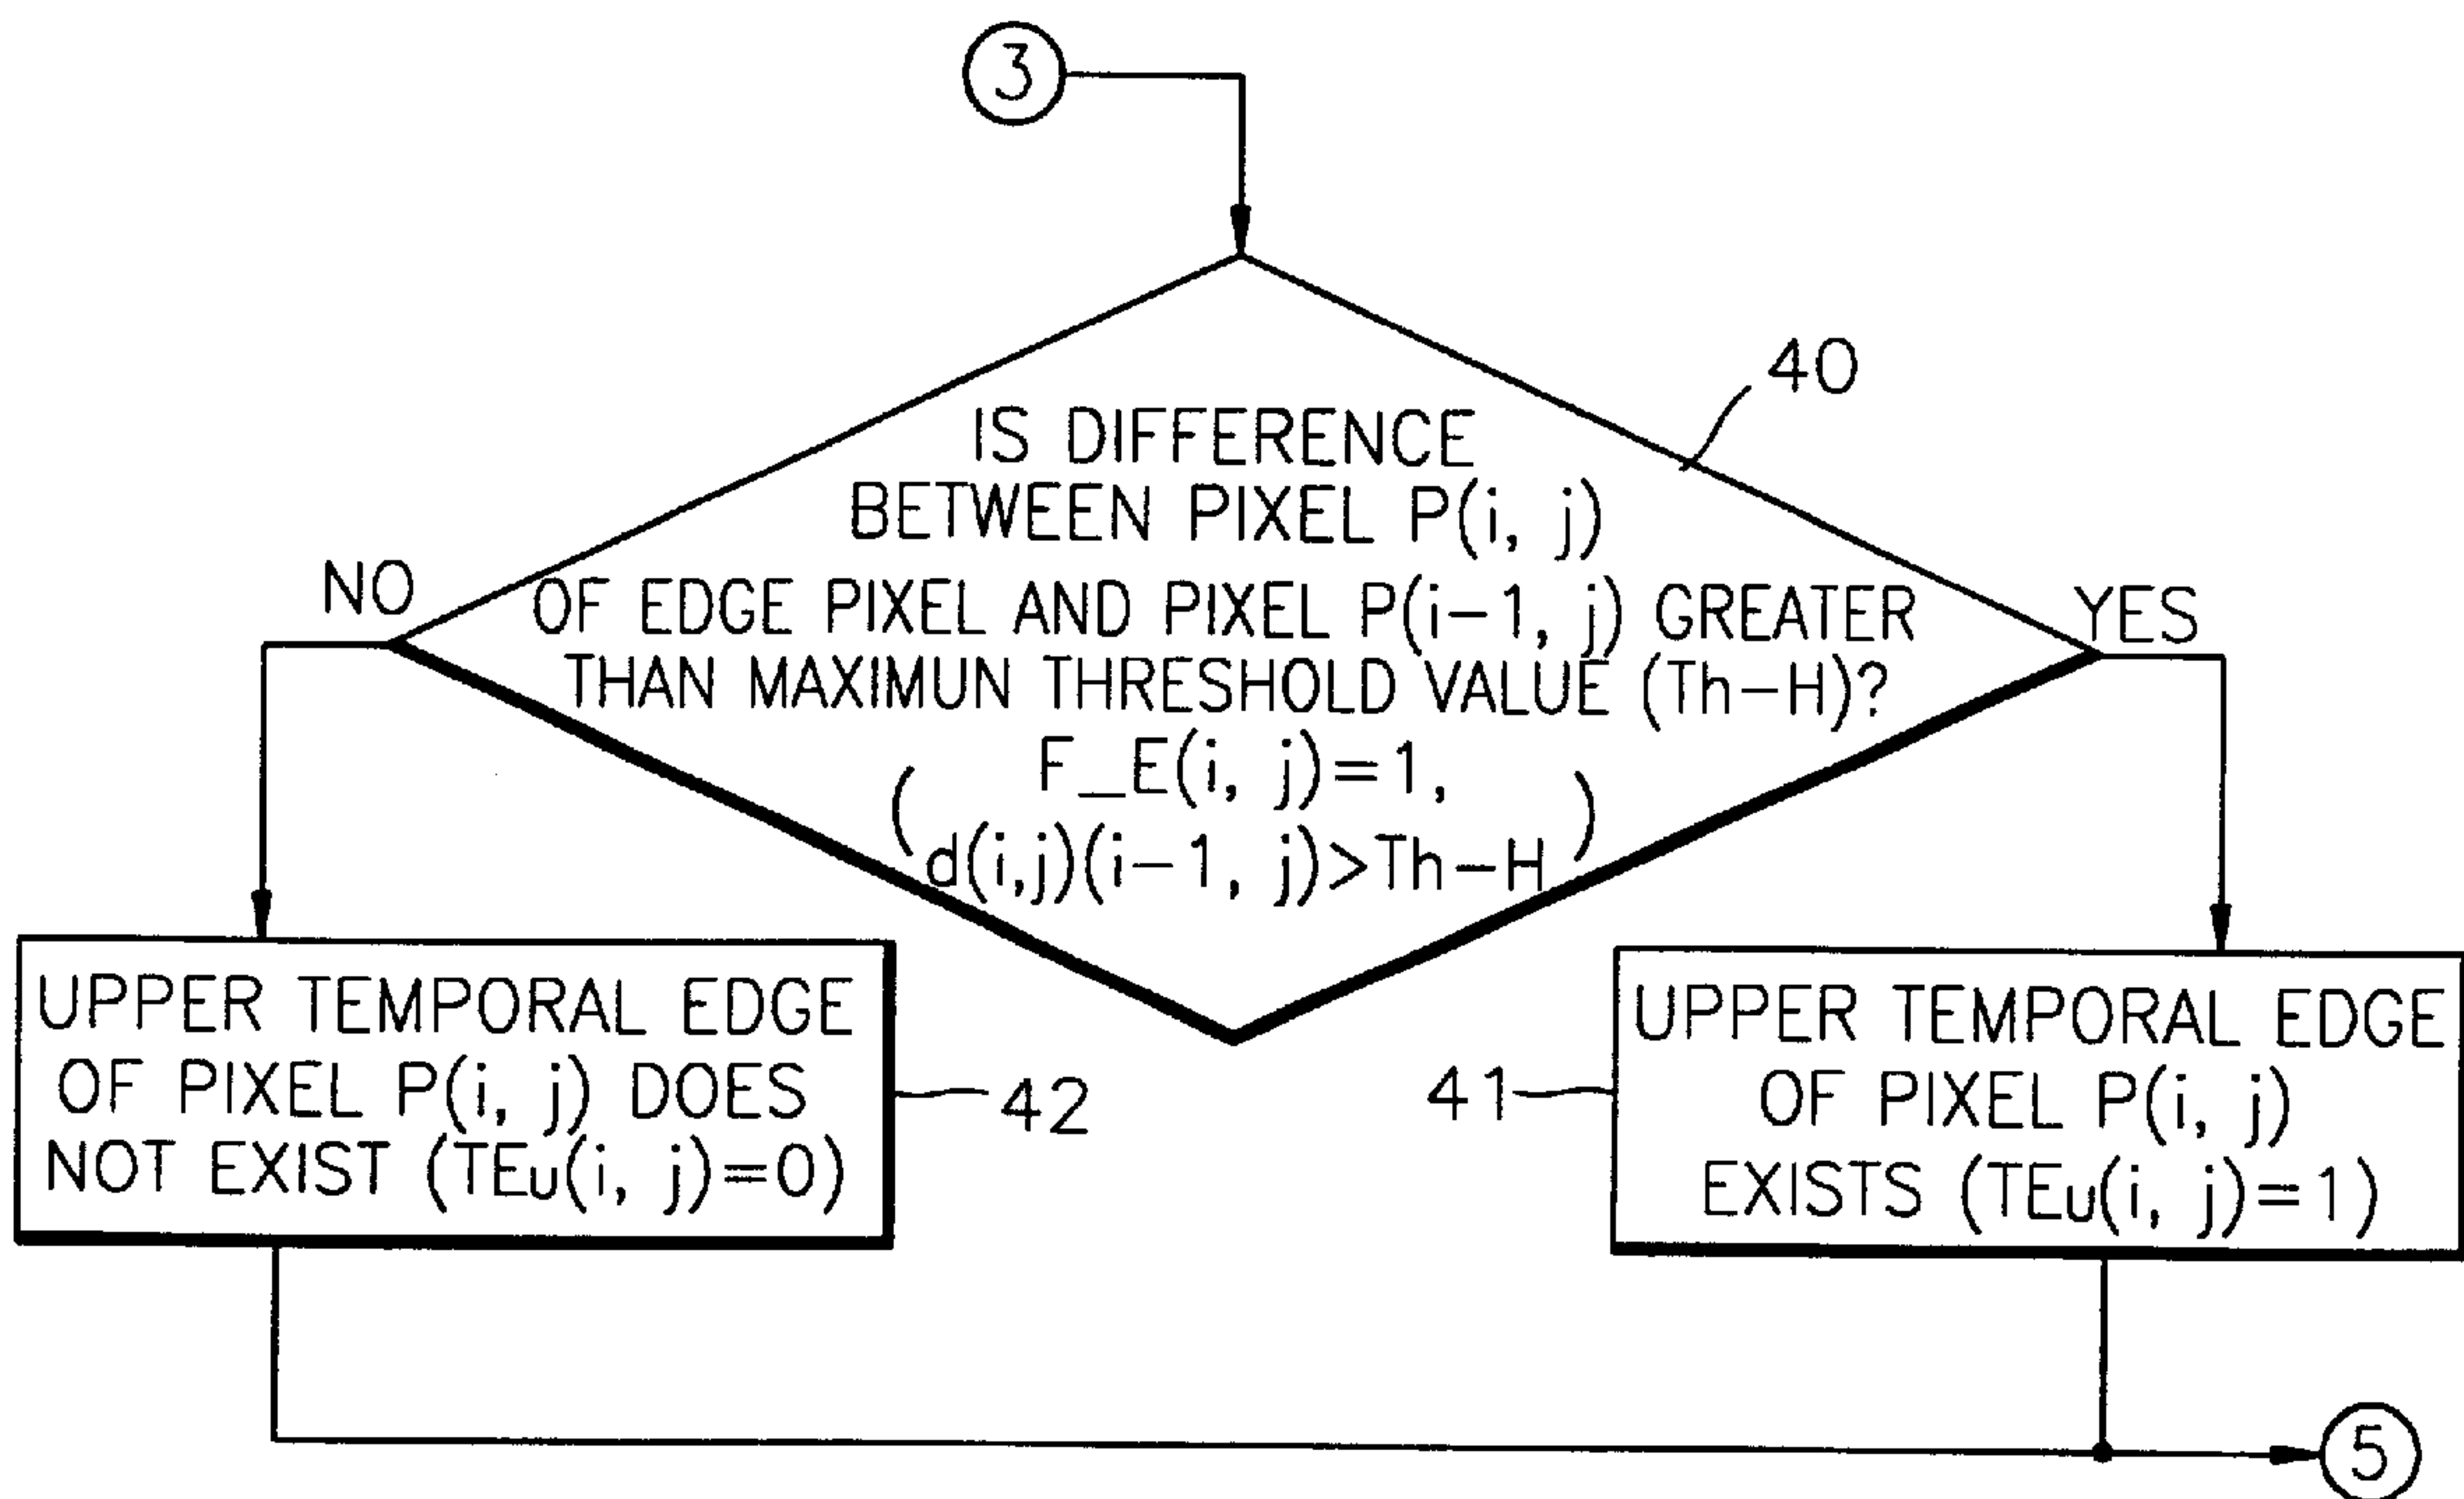 3
40
IS DIFFERENCE
BETWEEN PIXEL P(i, j)
OF EDGE PIXEL AND PIXEL P(i-1, j) GREATER
THAN MAXIMUN THRESHOLD VALUE (Th-H)?
( F_E(i, j)=1,
d(i,j)(i-1, j)>Th-H )
NO
YES
UPPER TEMPORAL EDGE
OF PIXEL P(i, j) DOES
NOT EXIST (TEu(i, j)=0)
42
41
UPPER TEMPORAL EDGE
OF PIXEL P(i, j)
EXISTS (TEu(i, j)=1)
5